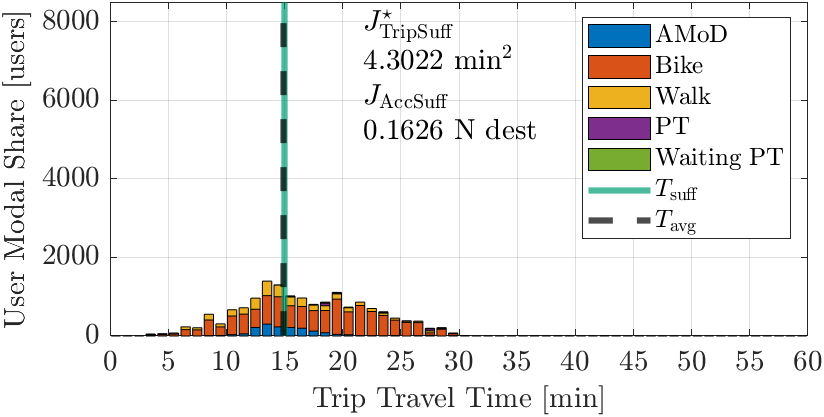 8000
6000
4000
2000
0
User Modal Share [users]
J⋆TripSuff
4.3022 min²
JAccSuff
0.1626 N dest
AMoD
Bike
Walk
PT
Waiting PT
Tsuff
Tavg
0 5 10 15 20 25 30 35 40 45 50 55 60
Trip Travel Time [min]